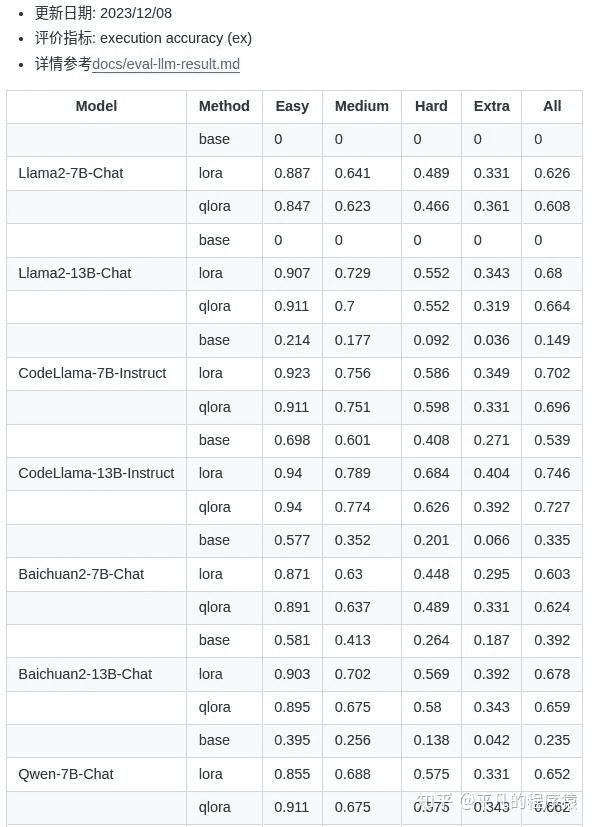 更新日期: 2023/12/08
评价指标: execution accuracy (ex)
详情参考docs/eval-llm-result.md
Model Method Easy Medium Hard Extra All
base 0 0 0 0 0
Llama2-7B-Chat lora 0.887 0.641 0.489 0.331 0.626
qlora 0.847 0.623 0.466 0.361 0.608
base 0 0 0 0 0
Llama2-13B-Chat lora 0.907 0.729 0.552 0.343 0.68
qlora 0.911 0.7 0.552 0.319 0.664
base 0.214 0.177 0.092 0.036 0.149
CodeLlama-7B-Instruct lora 0.923 0.756 0.586 0.349 0.702
qlora 0.911 0.751 0.598 0.331 0.696
base 0.698 0.601 0.408 0.271 0.539
CodeLlama-13B-Instruct lora 0.94 0.789 0.684 0.404 0.746
qlora 0.94 0.774 0.626 0.392 0.727
base 0.577 0.352 0.201 0.066 0.335
Baichuan2-7B-Chat lora 0.871 0.63 0.448 0.295 0.603
qlora 0.891 0.637 0.489 0.331 0.624
base 0.581 0.413 0.264 0.187 0.392
Baichuan2-13B-Chat lora 0.903 0.702 0.569 0.392 0.678
qlora 0.895 0.675 0.58 0.343 0.659
base 0.395 0.256 0.138 0.042 0.235
Qwen-7B-Chat lora 0.855 0.688 0.575 0.331 0.652
qlora 0.911 0.675 0.575 0.343 0.662
知乎 @平凡的程序猿